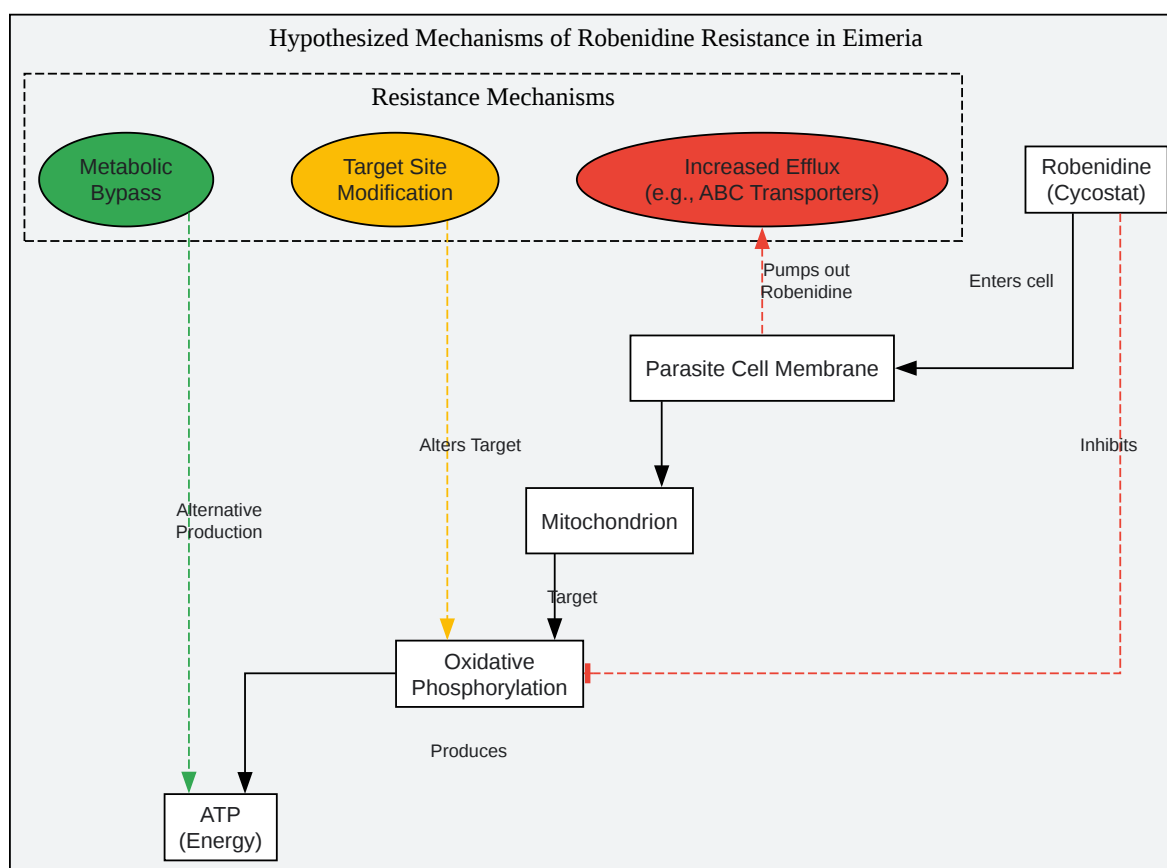 Hypothesized Mechanisms of Robenidine Resistance in Eimeria
Resistance Mechanisms
Metabolic
Bypass
Target Site
Modification
Increased Efflux
(e.g., ABC Transporters)
Robenidine
(Cycostat)
Pumps out
Robenidine
Enters cell
Parasite Cell Membrane
Alters Target
Inhibits
Alternative
Production
Mitochondrion
Target
Oxidative
Phosphorylation
Produces
ATP
(Energy)